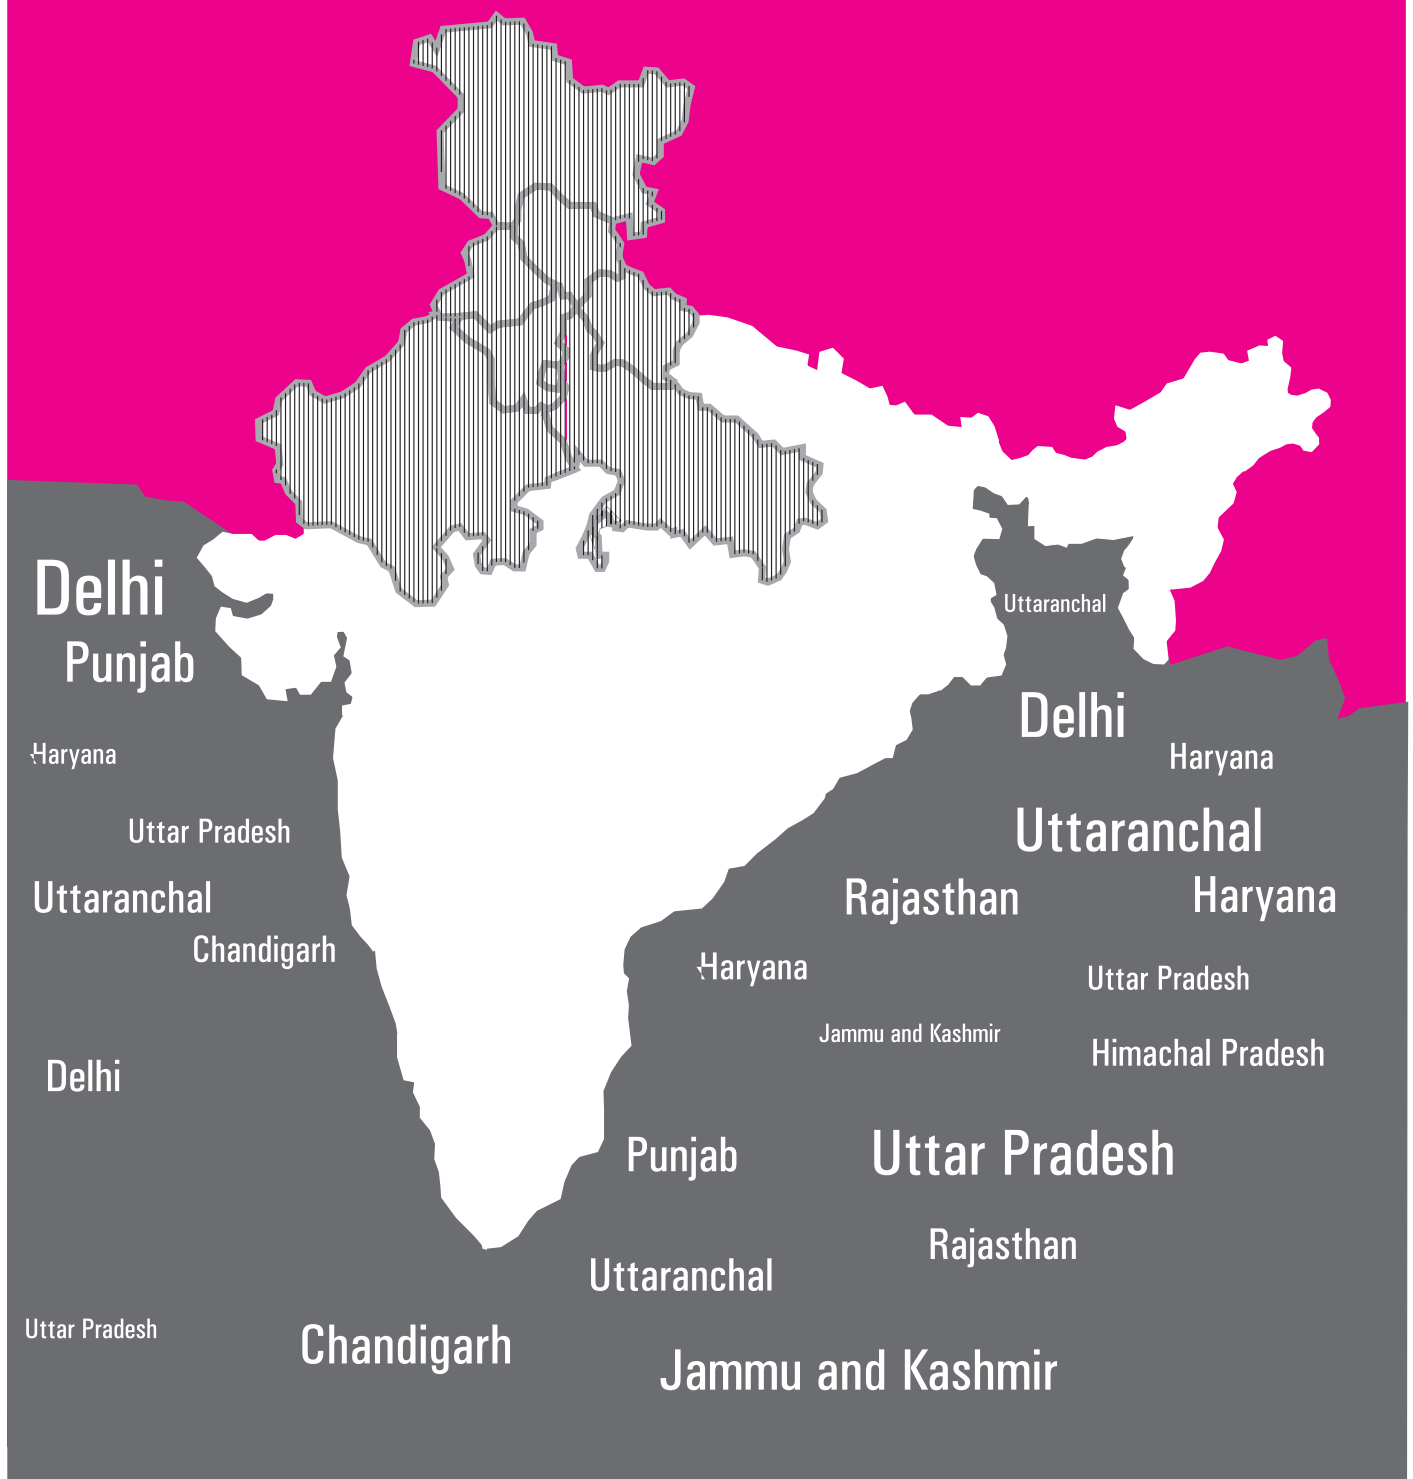 Delhi
Uttaranchal
Punjab
Delhi
Haryana
Haryana
Uttar Pradesh
Uttaranchal
Uttaranchal
Rajasthan
Haryana
Chandigarh
Haryana
Uttar Pradesh
Jammu and Kashmir
Himachal Pradesh
Delhi
Punjab
Uttar Pradesh
Rajasthan
Uttaranchal
Uttar Pradesh
Chandigarh
Jammu and Kashmir